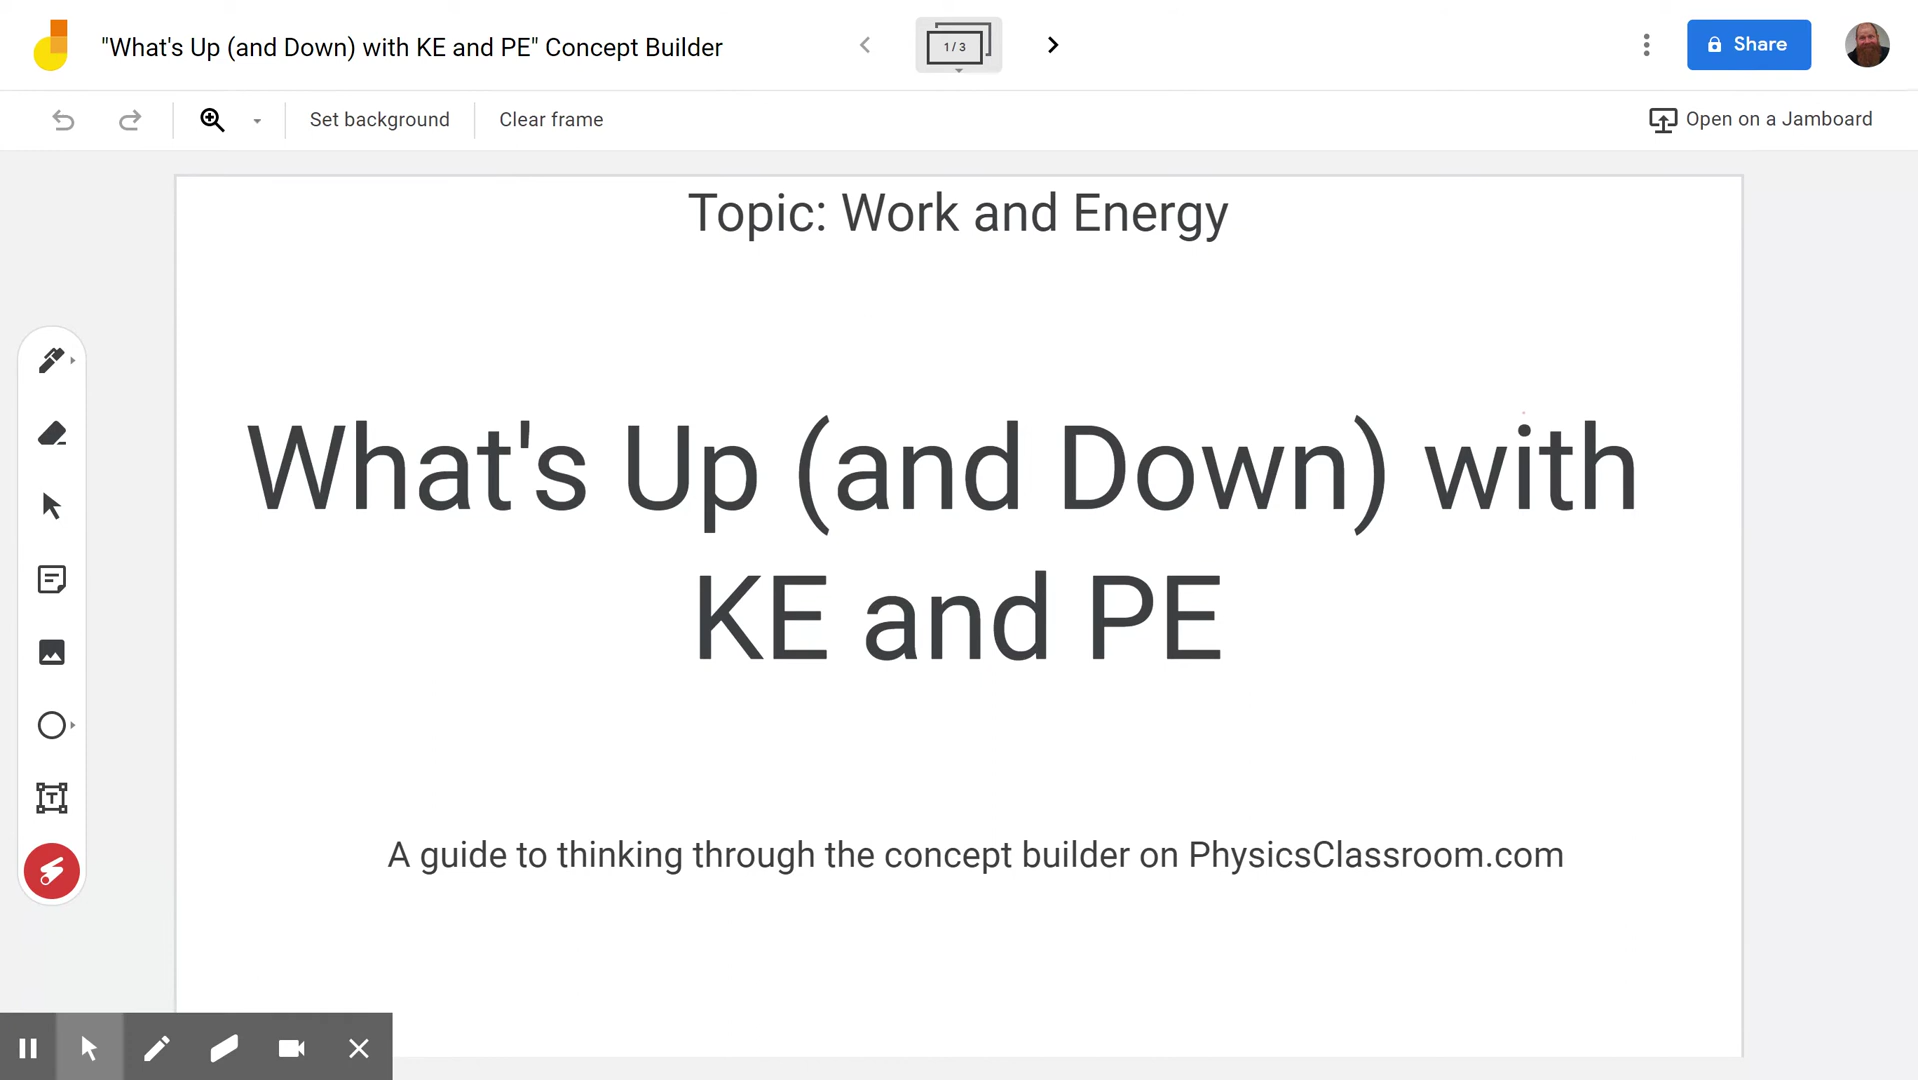 "What's Up (and Down) with KE and PE" Concept Builder
1 / 3
Share
Set background
Clear frame
Open on a Jamboard
Topic: Work and Energy
What's Up (and Down) with
KE and PE
A guide to thinking through the concept builder on PhysicsClassroom.com